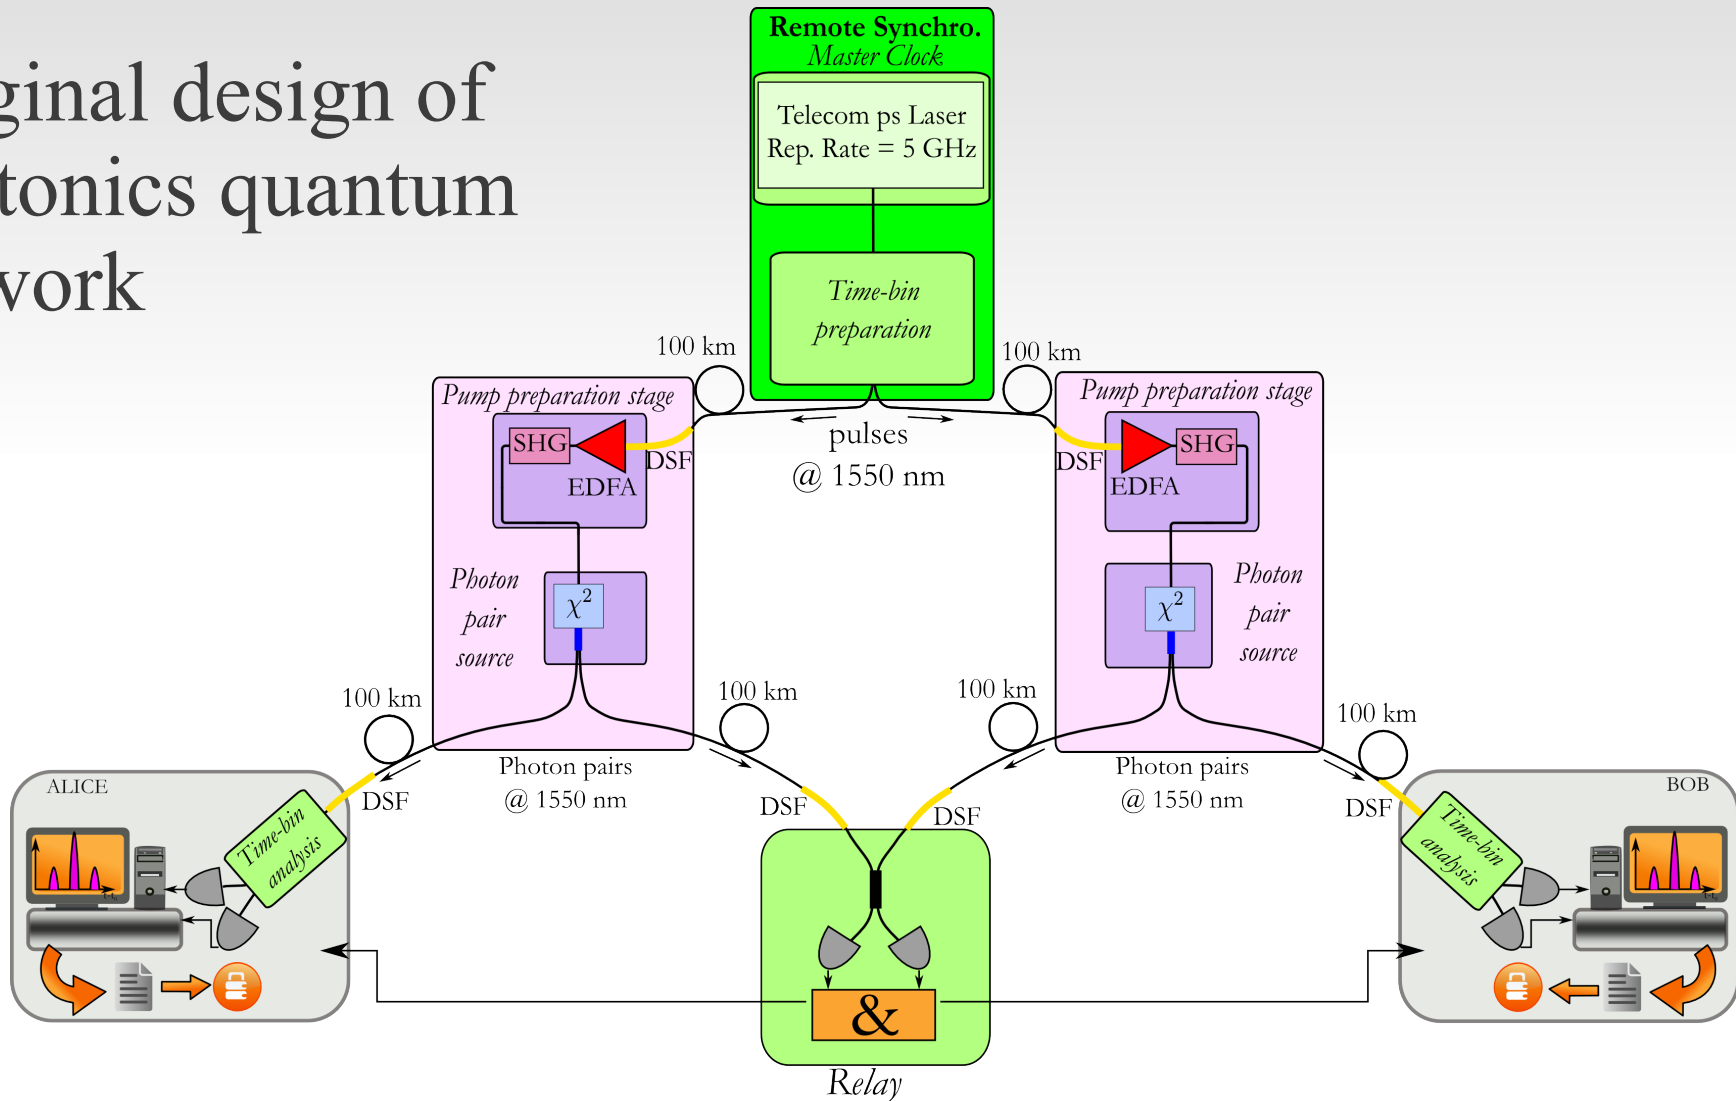 ginal design of
tonics quantum
work
Remote Synchro.
Master Clock
Telecom ps Laser
Rep. Rate = 5 GHz
Time-bin
preparation
100 km
100 km
pulses
@ 1550 nm
Pump preparation stage
SHG
EDFA
DSF
Photon
pair
source
χ²
Pump preparation stage
DSF
EDFA
SHG
χ²
Photon
pair
source
100 km
100 km
100 km
100 km
Photon pairs
@ 1550 nm
Photon pairs
@ 1550 nm
DSF
DSF
DSF
DSF
ALICE
Time-bin
analysis
BOB
Time-bin
analysis
&
Relay